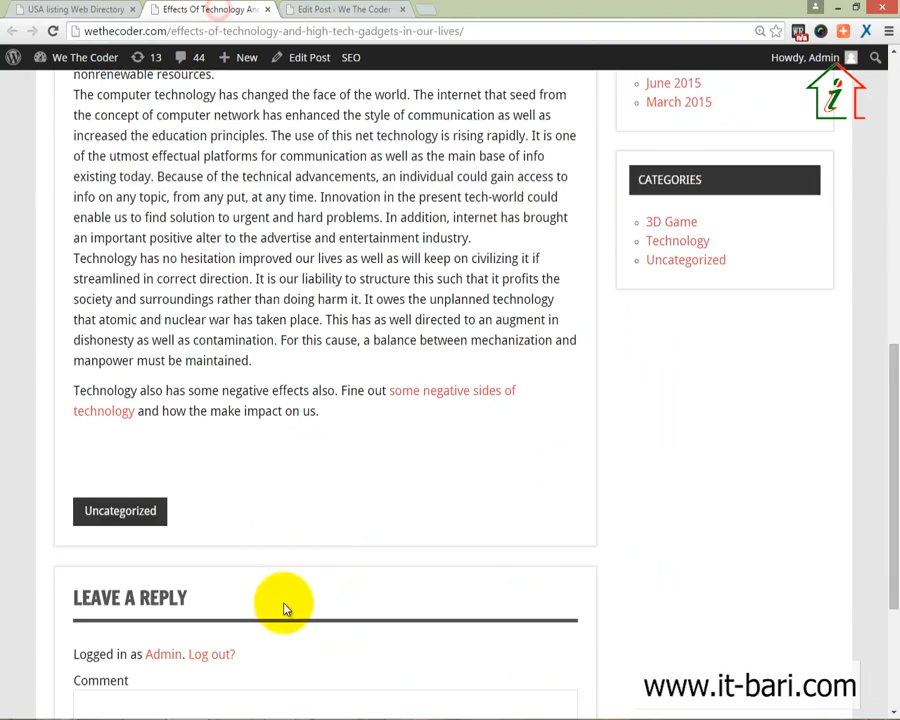 USA listing Web Directory
Effects Of Technology An
Edit Post ‹ We The Coder
wethecoder.com/effects-of-technology-and-high-tech-gadgets-in-our-lives/
We The Coder 13 44 New Edit Post SEO Howdy, Admin
nonrenewable resources.
The computer technology has changed the face of the world. The internet that seed from
the concept of computer network has enhanced the style of communication as well as
increased the education principles. The use of this net technology is rising rapidly. It is one
of the utmost effectual platforms for communication as well as the main base of info
existing today. Because of the technical advancements, an individual could gain access to
info on any topic, from any put, at any time. Innovation in the present tech-world could
enable us to find solution to urgent and hard problems. In addition, internet has brought
an important positive alter to the advertise and entertainment industry.
Technology has no hesitation improved our lives as well as will keep on civilizing it if
streamlined in correct direction. It is our liability to structure this such that it profits the
society and surroundings rather than doing harm it. It owes the unplanned technology
that atomic and nuclear war has taken place. This has as well directed to an augment in
dishonesty as well as contamination. For this cause, a balance between mechanization and
manpower must be maintained.
Technology also has some negative effects also. Fine out some negative sides of
technology and how the make impact on us.
Uncategorized
LEAVE A REPLY
Logged in as Admin. Log out?
Comment
June 2015
March 2015
CATEGORIES
3D Game
Technology
Uncategorized
www.it-bari.com